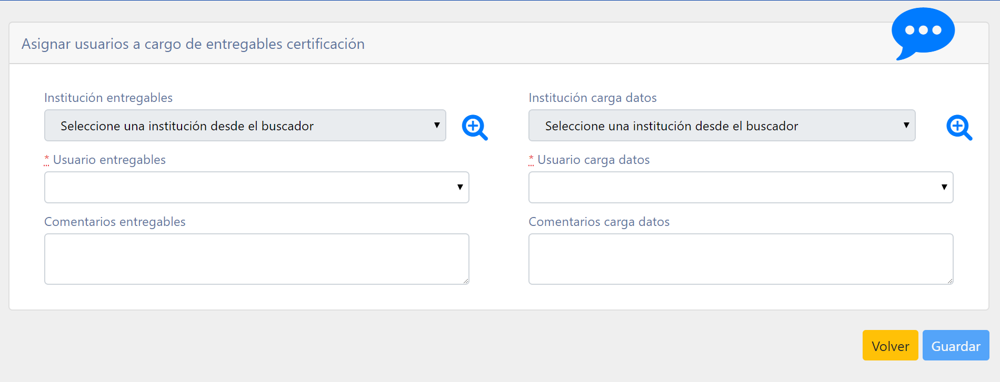 Asignar usuarios a cargo de entregables certificación
Institución entregables
Seleccione una institución desde el buscador
* Usuario entregables
Comentarios entregables
Institución carga datos
Seleccione una institución desde el buscador
* Usuario carga datos
Comentarios carga datos
Volver
Guardar